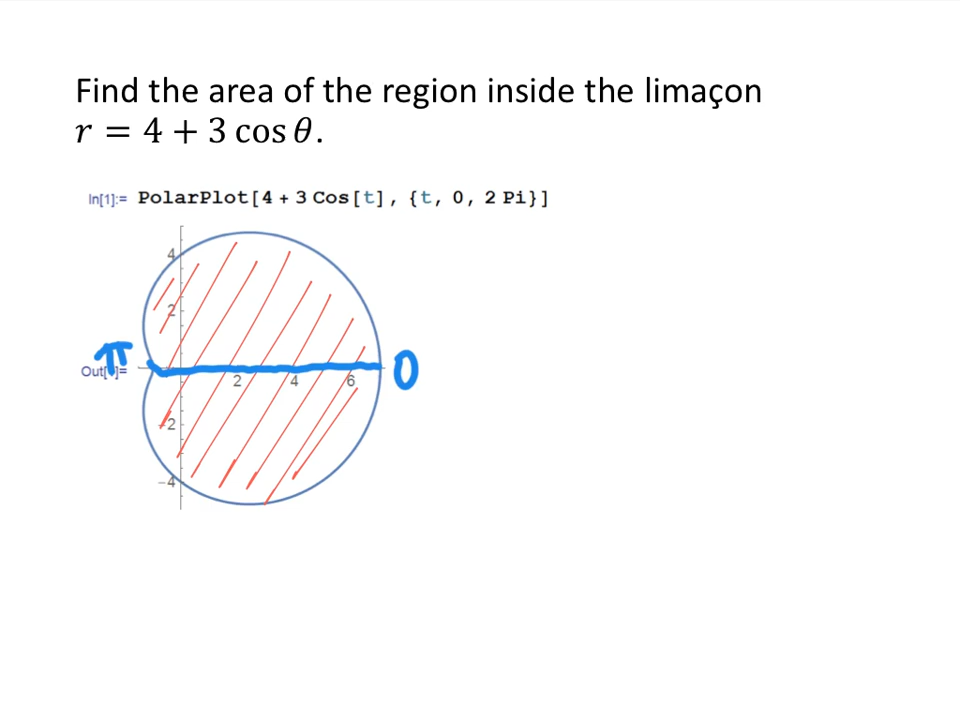 Find the area of the region inside the limaçon
r = 4 + 3 cos θ.
In[1]:= PolarPlot[4 + 3 Cos[t], {t, 0, 2 Pi}]
4
2
π
Out[]=
0
2
4
6
-2
-4